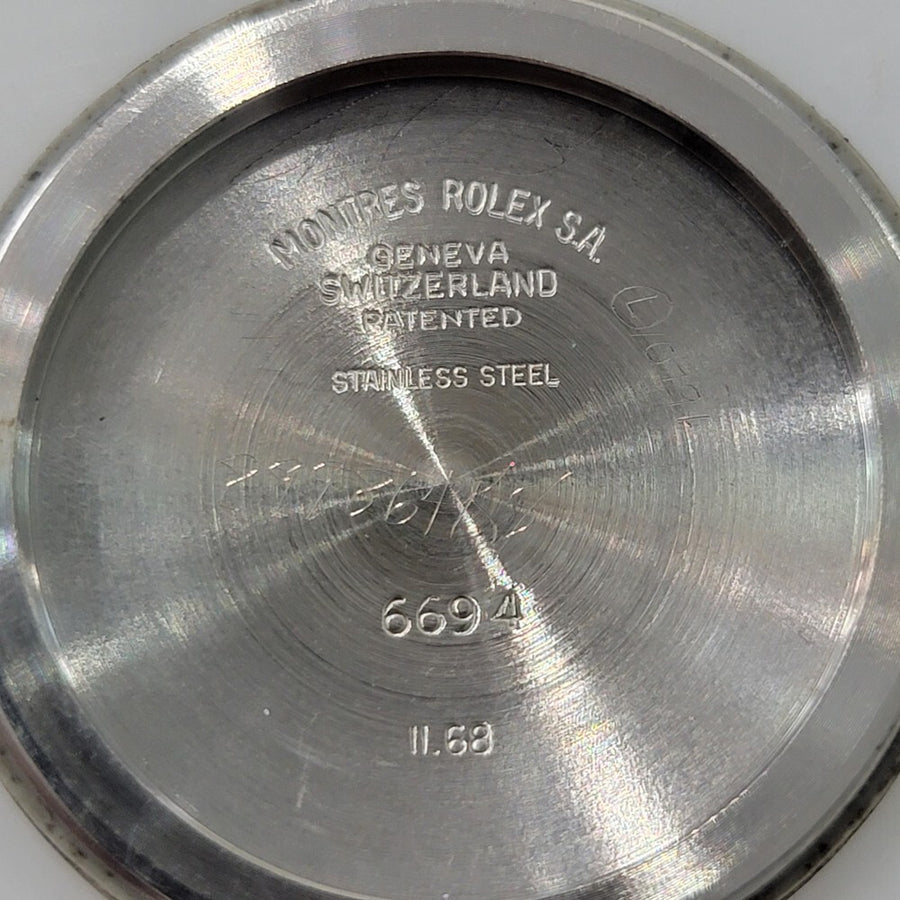 MONTRES ROLEX S.A.
GENEVA
SWITZERLAND
PATENTED
STAINLESS STEEL
6694
II.68